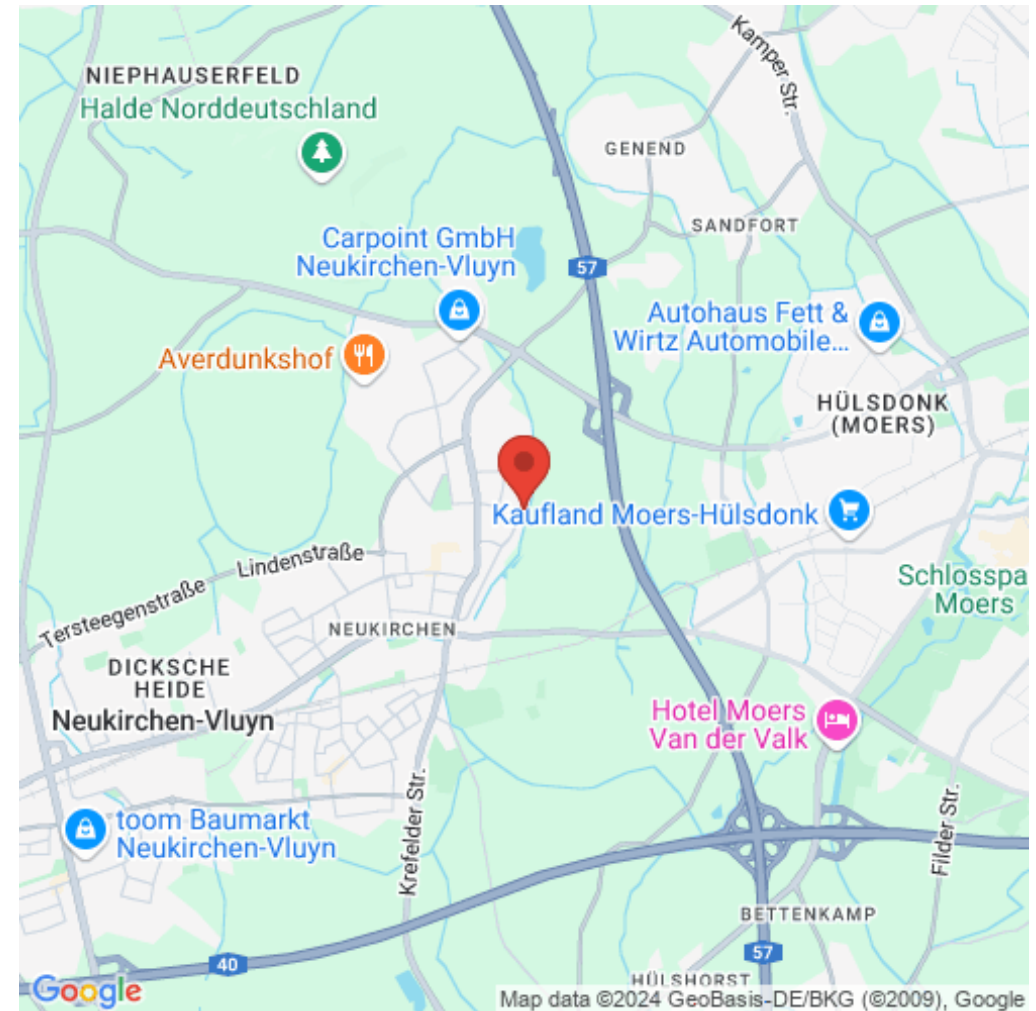 Kamper Str.
NIEPHAUSERFELD
Halde Norddeutschland
GENEND
SANDFORT
Carpoint GmbH
Neukirchen-Vluyn
57
Autohaus Fett &
Wirtz Automobile...
Averdunkshof
HÜLSDONK
(MOERS)
Kaufland Moers-Hülsdonk
Lindenstraße
Tersteegenstraße
Schlosspa
Moers
NEUKIRCHEN
DICKSCHE
HEIDE
Neukirchen-Vluyn
Hotel Moers
Van der Valk
Krefelder Str.
Filder Str.
toom Baumarkt
Neukirchen-Vluyn
BETTENKAMP
57
40
HÜLSHORST
Google
Map data ©2024 GeoBasis-DE/BKG (©2009), Google